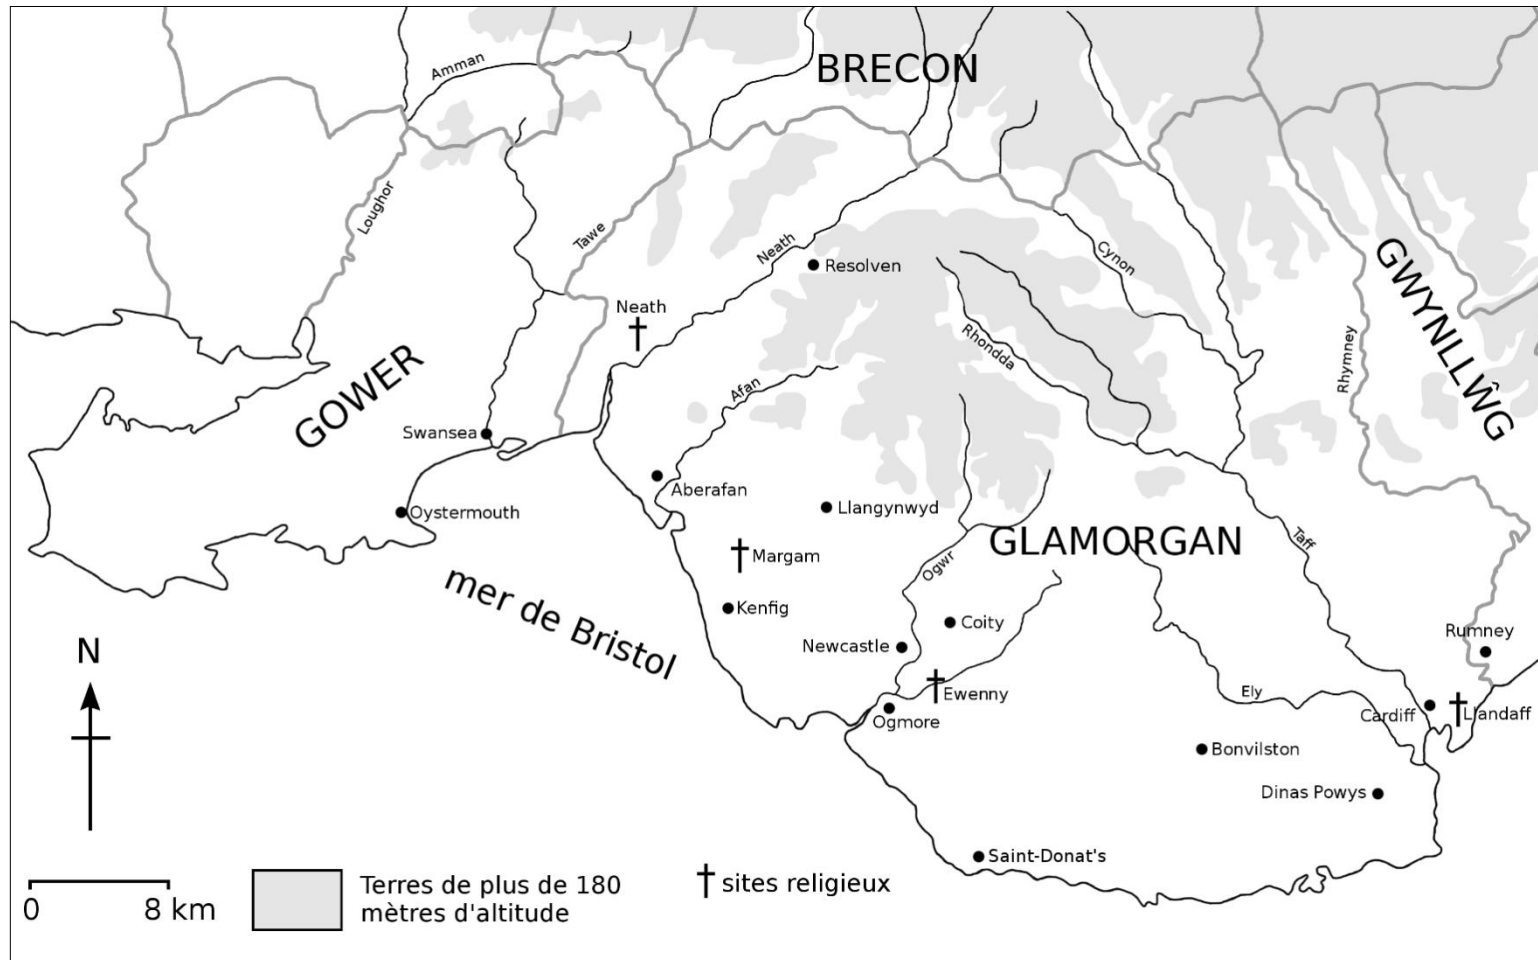 BRECON
Amman
Loughor
Tawe
Neath
Cynon
Resolven
GWYNLLŴG
Neath
Rhondda
Rhymney
GOWER
Afan
Swansea
Aberafan
Oystermouth
Llangynwyd
GLAMORGAN
Taff
Margam
Ogwr
mer de Bristol
Kenfig
Coity
Newcastle
Rumney
N
Ewenny
Ely
Ogmore
Cardiff
Llandaff
Bonvilston
Dinas Powys
Saint-Donat's
0
8 km
Terres de plus de 180
mètres d'altitude
sites religieux